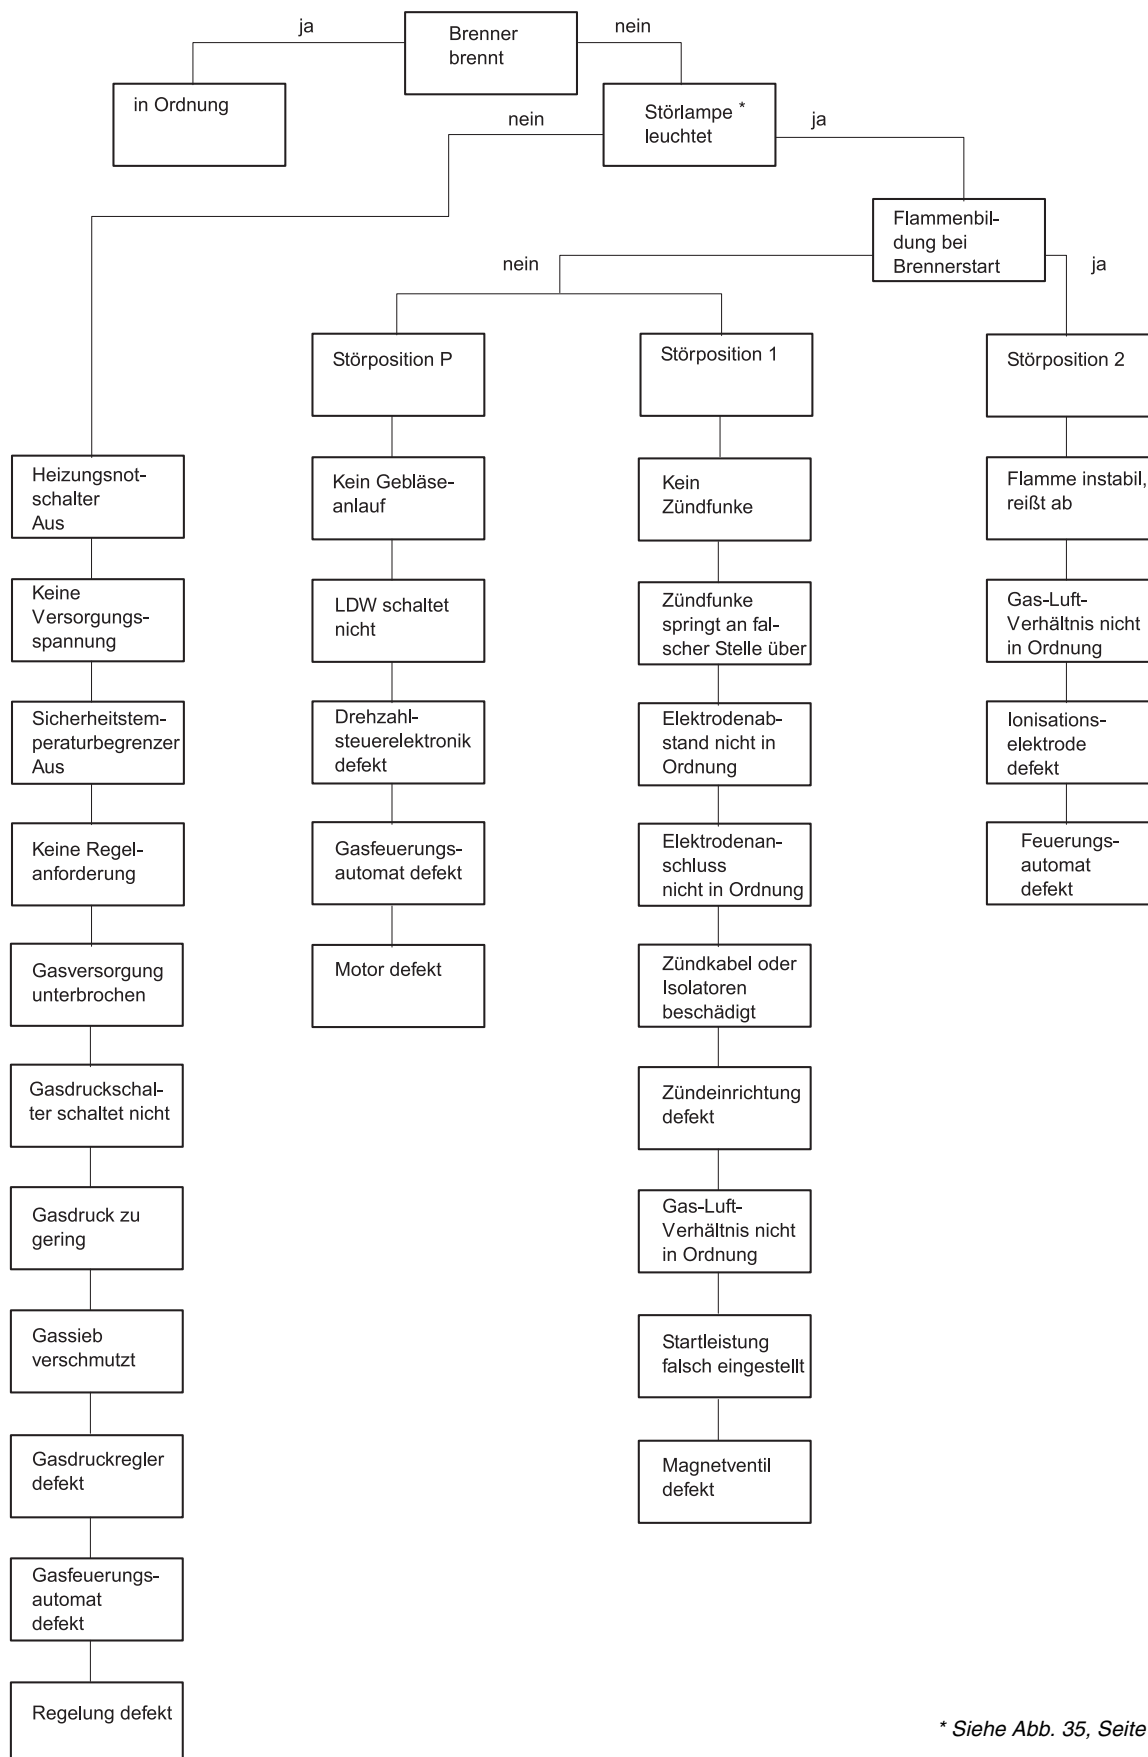 ja
Brenner
brennt
nein
in Ordnung
nein
Störlampe *
leuchtet
ja
Flammenbil-
dung bei
Brennerstart
nein
ja
Störposition P
Störposition 1
Störposition 2
Heizungsnot-
schalter
Aus
Keine
Versorgungs-
spannung
Sicherheitstem-
peraturbegrenzer
Aus
Keine Regel-
anforderung
Gasversorgung
unterbrochen
Gasdruckschal-
ter schaltet nicht
Gasdruck zu
gering
Gassieb
verschmutzt
Gasdruckregler
defekt
Gasfeuerungs-
automat
defekt
Regelung defekt
Kein Gebläse-
anlauf
LDW schaltet
nicht
Drehzahl-
steuerelektronik
defekt
Gasfeuerungs-
automat defekt
Motor defekt
Kein
Zündfunke
Zündfunke
springt an fal-
scher Stelle über
Elektrodenab-
stand nicht in
Ordnung
Elektrodenan-
schluss
nicht in Ordnung
Zündkabel oder
Isolatoren
beschädigt
Zündeinrichtung
defekt
Gas-Luft-
Verhältnis nicht
in Ordnung
Startleistung
falsch eingestellt
Magnetventil
defekt
Flamme instabil,
reißt ab
Gas-Luft-
Verhältnis nicht
in Ordnung
Ionisations-
elektrode
defekt
Feuerungs-
automat
defekt
* Siehe Abb. 35, Seite